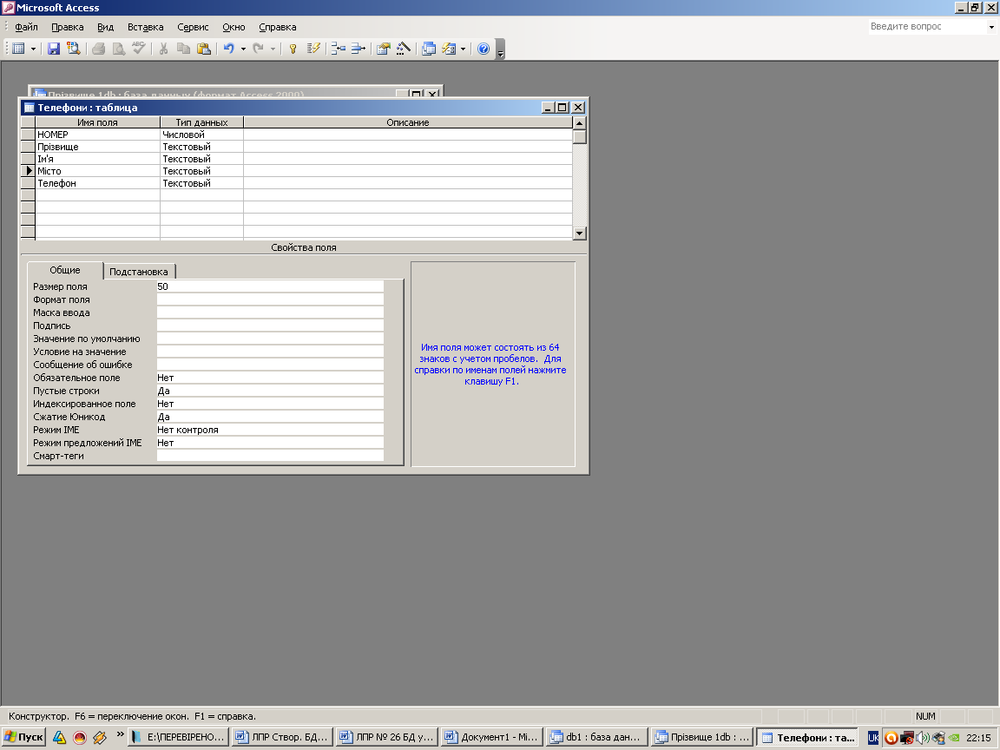 Microsoft Access
Файл Правка Вид Вставка Сервис Окно Справка Введите вопрос
Прізвище 1db : база данных (формат Access 2000)
Телефони : таблица
Имя поля Тип данных Описание
НОМЕР Числовой
Прізвище Текстовый
Ім'я Текстовый
Місто Текстовый
Телефон Текстовый
Свойства поля
Общие Подстановка
Размер поля 50
Формат поля
Маска ввода
Подпись
Значение по умолчанию
Условие на значение
Сообщение об ошибке
Обязательное поле Нет
Пустые строки Да
Индексированное поле Нет
Сжатие Юникод Да
Режим IME Нет контроля
Режим предложений IME Нет
Смарт-теги
Имя поля может состоять из 64
знаков с учетом пробелов. Для
справки по именам полей нажмите
клавишу F1.
Конструктор. F6 = переключение окон. F1 = справка. NUM
Пуск E:\ПЕРЕВІРЕНО... ЛПР Створ. БД... ЛПР № 26 БД у... Документ1 - Mi... db1 : база дан... Прізвище 1db : ... Телефони : та... UK 22:15